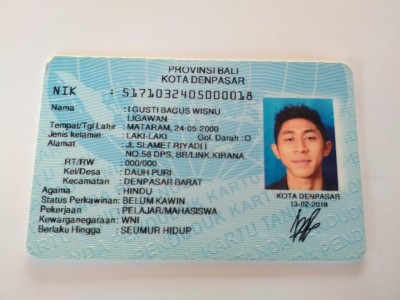 PROVINSI BALI
KOTA DENPASAR
NIK : 5171032405000018
Nama : I GUSTI BAGUS WISNU
LIGAWAN
Tempat/Tgl Lahir : MATARAM, 24-05-2000
Jenis kelamin : LAKI-LAKI Gol. Darah :O
Alamat : JL SLAMET RIYADI I
NO.58 DPS, BR/LINK.KIRANA
RT/RW : 000/000
Kel/Desa : DAUH PURI
Kecamatan : DENPASAR BARAT
Agama : HINDU
Status Perkawinan: BELUM KAWIN
Pekerjaan : PELAJAR/MAHASISWA
Kewarganegaraan: WNI
Berlaku Hingga : SEUMUR HIDUP
KOTA DENPASAR
13-02-2018